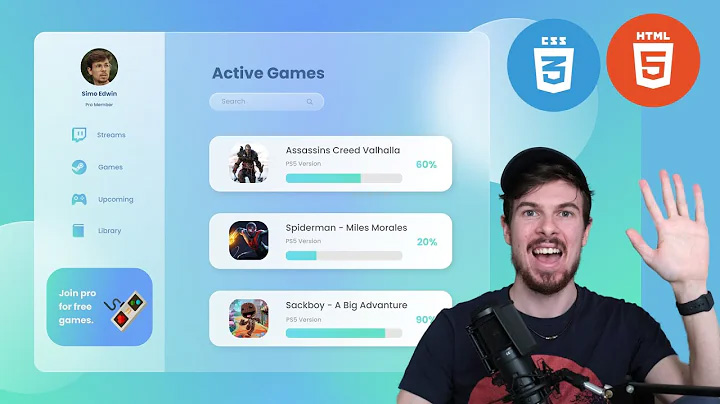 CSS
3
HTML
5
Simo Edwin
Pro Member
Streams
Games
Upcoming
Library
Join pro
for free
games.
Active Games
Search
Assassins Creed Valhalla
PS5 Version
60%
Spiderman - Miles Morales
PS5 Version
20%
Sackboy - A Big Advanture
PS5 Version
90%